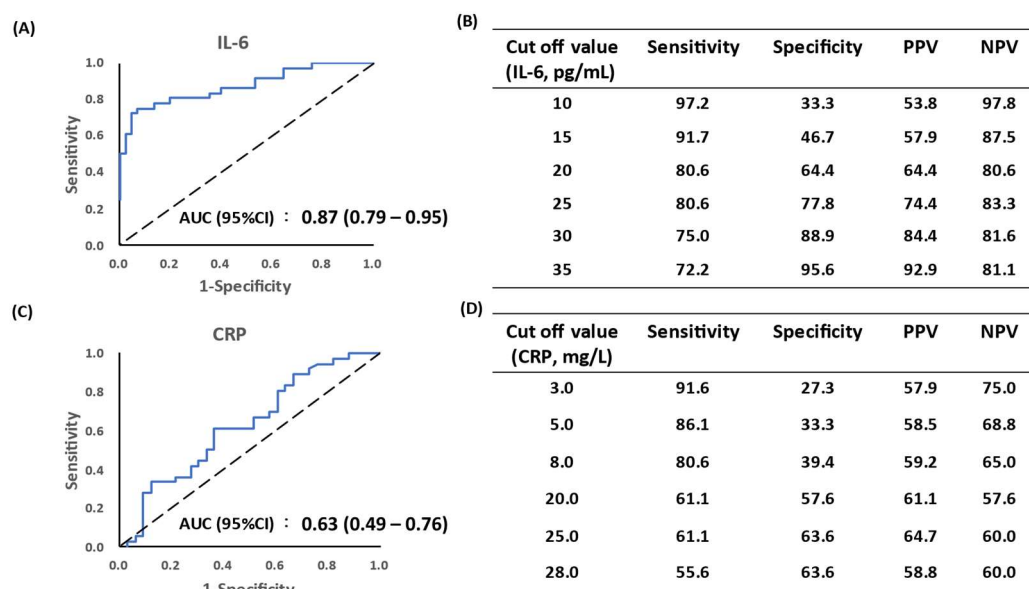 (A)
IL-6
1.0
0.8
0.6
0.4
0.2
0.0
Sensitivity
AUC (95%CI) : 0.87 (0.79 – 0.95)
0.0 0.2 0.4 0.6 0.8 1.0
1-Specificity
(B)
Cut off value Sensitivity Specificity PPV NPV
(IL-6, pg/mL)
10 97.2 33.3 53.8 97.8
15 91.7 46.7 57.9 87.5
20 80.6 64.4 64.4 80.6
25 80.6 77.8 74.4 83.3
30 75.0 88.9 84.4 81.6
35 72.2 95.6 92.9 81.1
(C)
CRP
1.0
0.8
0.6
0.4
0.2
0.0
Sensitivity
AUC (95%CI) : 0.63 (0.49 – 0.76)
0.0 0.2 0.4 0.6 0.8 1.0
1-Specificity
(D)
Cut off value Sensitivity Specificity PPV NPV
(CRP, mg/L)
3.0 91.6 27.3 57.9 75.0
5.0 86.1 33.3 58.5 68.8
8.0 80.6 39.4 59.2 65.0
20.0 61.1 57.6 61.1 57.6
25.0 61.1 63.6 64.7 60.0
28.0 55.6 63.6 58.8 60.0